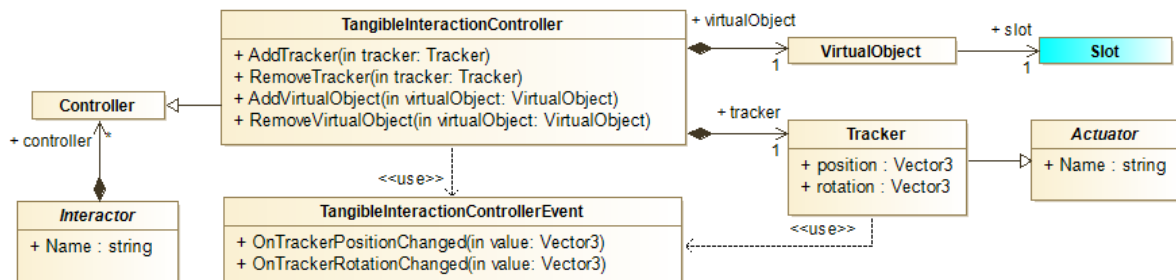 TangibleInteractionController
+ AddTracker(in tracker: Tracker)
+ RemoveTracker(in tracker: Tracker)
+ AddVirtualObject(in virtualObject: VirtualObject)
+ RemoveVirtualObject(in virtualObject: VirtualObject)
+ virtualObject
1
VirtualObject
+ slot
1
Slot
Controller
+ controller
*
+ tracker
1
Tracker
+ position : Vector3
+ rotation : Vector3
Actuator
+ Name : string
<<use>>
Interactor
+ Name : string
TangibleInteractionControllerEvent
+ OnTrackerPositionChanged(in value: Vector3)
+ OnTrackerRotationChanged(in value: Vector3)
<<use>>